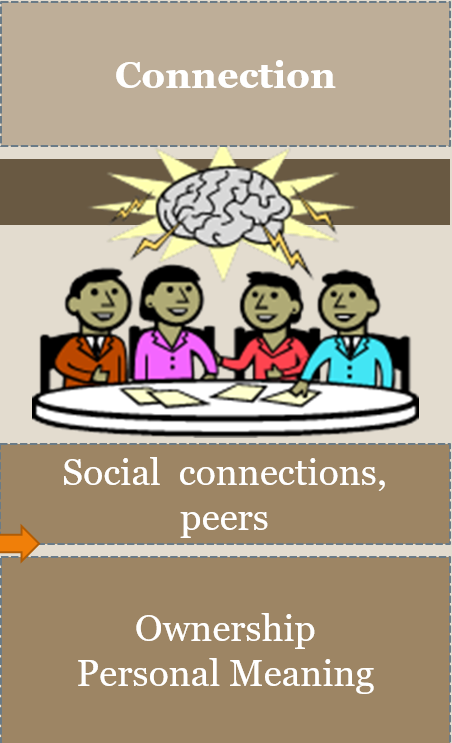 Connection
Social  connections,
peers
Ownership
Personal Meaning